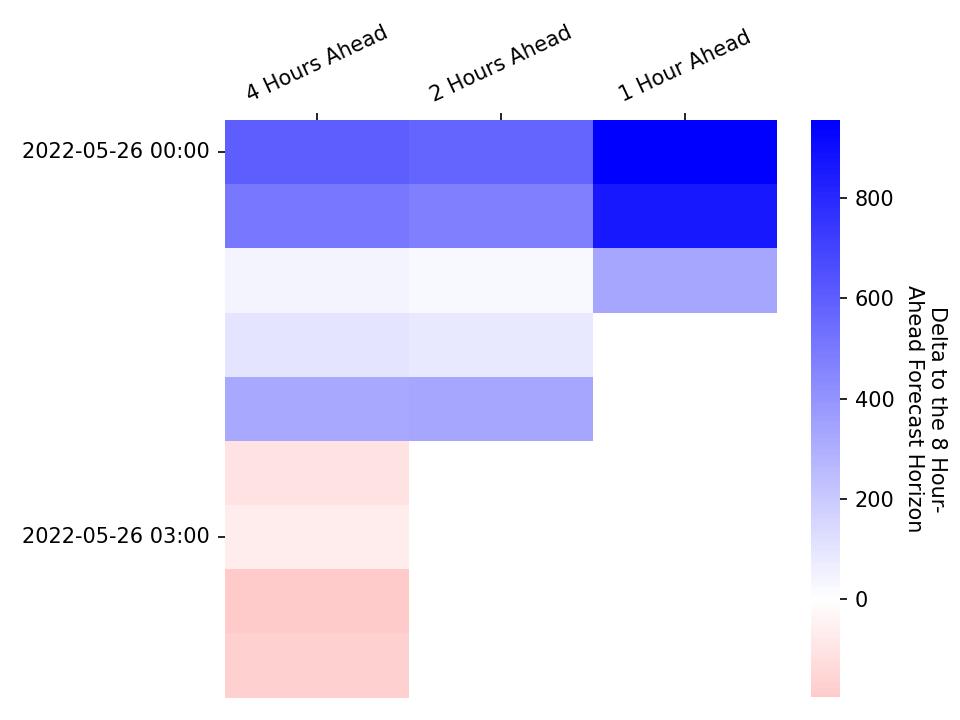 4 Hours Ahead
2 Hours Ahead
1 Hour Ahead
2022-05-26 00:00
2022-05-26 03:00
800
600
400
200
0
Delta to the 8 Hour-
Ahead Forecast Horizon